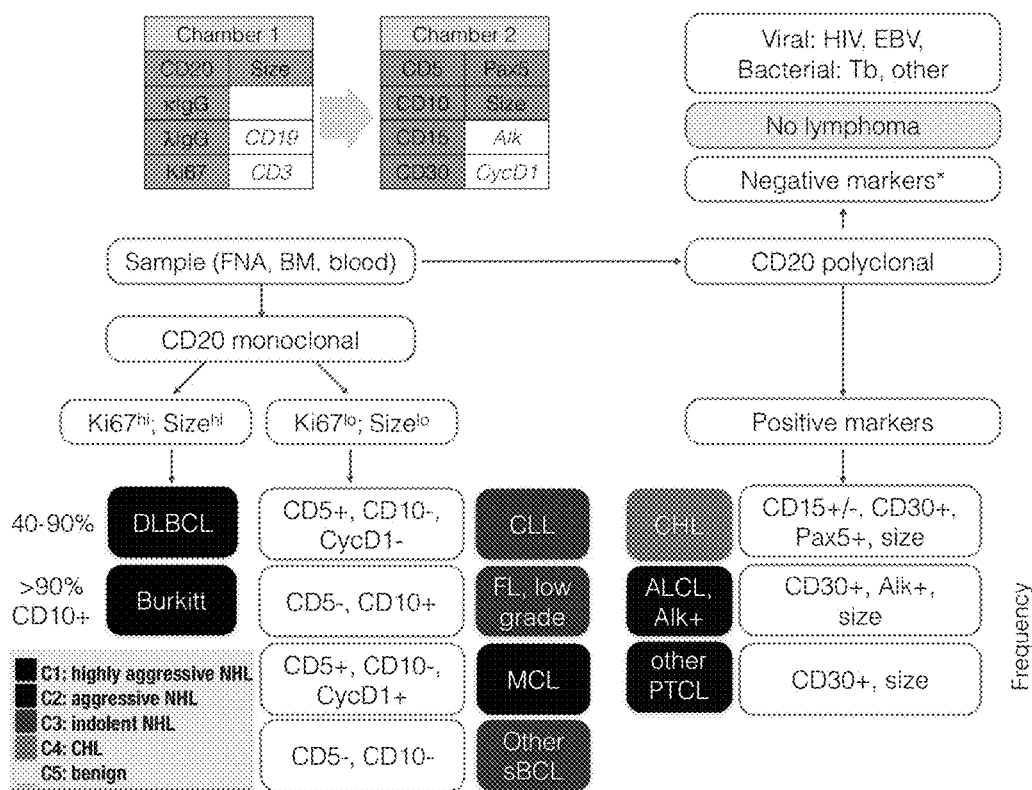 Chamber 1
CD20 Size
kIgG
λIgG CD19
Ki67 CD3
Chamber 2
CD5 Pax5
CD10 Size
CD15 Alk
CD30 CycD1
Viral: HIV, EBV,
Bacterial: Tb, other
No lymphoma
Negative markers*
Sample (FNA, BM, blood)
CD20 polyclonal
CD20 monoclonal
Ki67hi; Sizehi
Ki67lo; Sizelo
Positive markers
40-90%
DLBCL
CD5+, CD10-,
CycD1-
CLL
CHL
CD15+/-, CD30+,
Pax5+, size
>90%
CD10+
Burkitt
CD5-, CD10+
FL, low
grade
ALCL,
Alk+
CD30+, Alk+,
size
CD5+, CD10-,
CycD1+
MCL
other
PTCL
CD30+, size
CD5-, CD10-
Other
sBCL
Frequency
C1: highly aggressive NHL
C2: aggressive NHL
C3: indolent NHL
C4: CHL
C5: benign